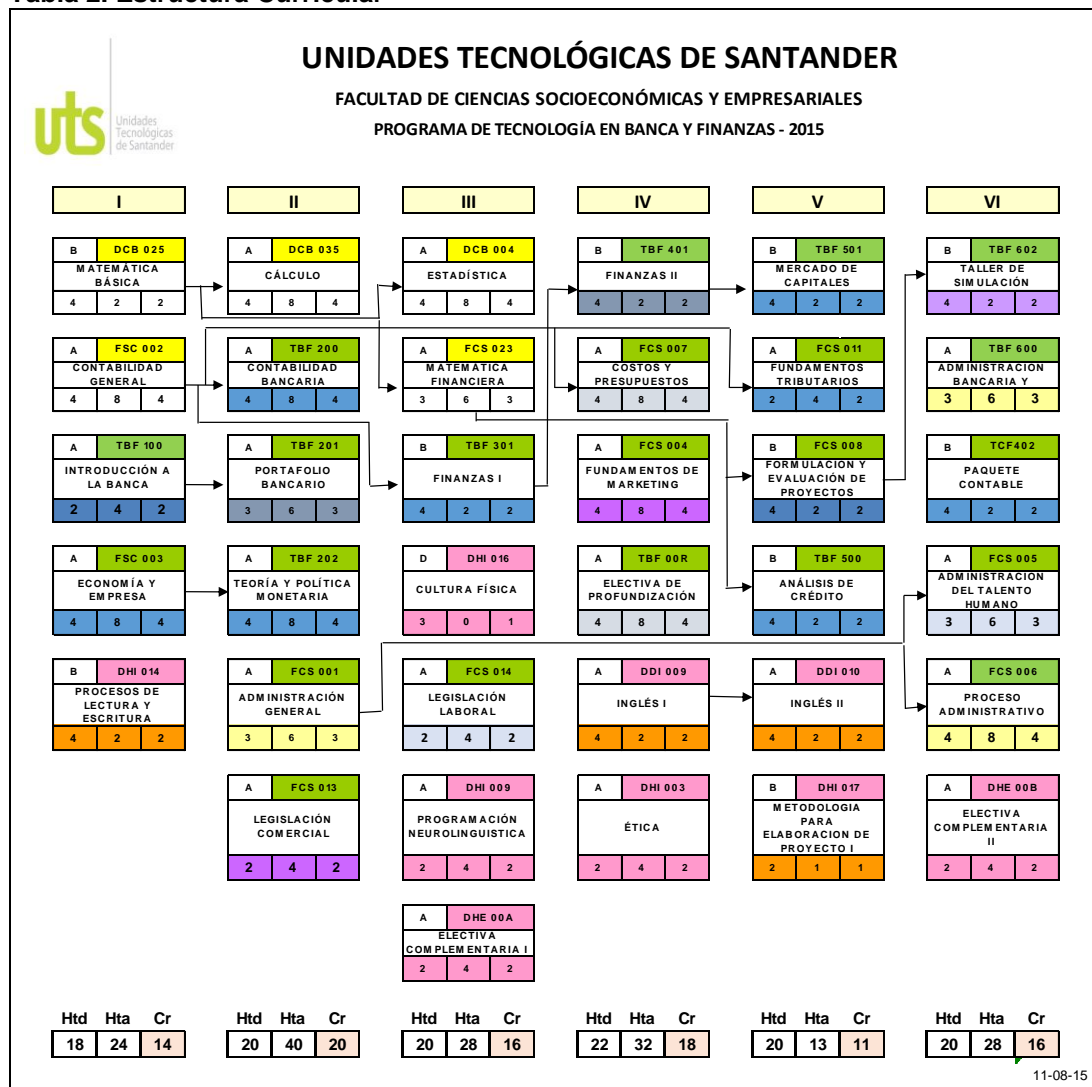 Tabla 2. Estructura Curricular
UNIDADES TECNOLÓGICAS DE SANTANDER
FACULTAD DE CIENCIAS SOCIOECONÓMICAS Y EMPRESARIALES
PROGRAMA DE TECNOLOGÍA EN BANCA Y FINANZAS - 2015
uts
Unidades
Tecnológicas
de Santander
I
II
III
IV
V
VI
B DCB 025
MATEMÁTICA
BÁSICA
4 2 2
A DCB 035
CÁLCULO
4 8 4
A DCB 004
ESTADÍSTICA
4 8 4
B TBF 401
FINANZAS II
4 2 2
B TBF 501
MERCADO DE
CAPITALES
4 2 2
B TBF 602
TALLER DE
SIMULACIÓN
4 2 2
A FSC 002
CONTABILIDAD
GENERAL
4 8 4
A TBF 200
CONTABILIDAD
BANCARIA
4 8 4
A FCS 023
MATEMÁTICA
FINANCIERA
3 6 3
A FCS 007
COSTOS Y
PRESUPUESTOS
4 8 4
A FCS 011
FUNDAMENTOS
TRIBUTARIOS
2 4 2
A TBF 600
ADMINISTRACION
BANCARIA Y
3 6 3
A TBF 100
INTRODUCCIÓN A
LA BANCA
2 4 2
A TBF 201
PORTAFOLIO
BANCARIO
3 6 3
B TBF 301
FINANZAS I
4 2 2
A FCS 004
FUNDAMENTOS DE
MARKETING
4 8 4
B FCS 008
FORMULACION Y
EVALUACIÓN DE
PROYECTOS
4 2 2
B TCF402
PAQUETE
CONTABLE
4 2 2
A FSC 003
ECONOMÍA Y
EMPRESA
4 8 4
A TBF 202
TEORÍA Y POLÍTICA
MONETARIA
4 8 4
D DHI 016
CULTURA FÍSICA
3 0 1
A TBF 00R
ELECTIVA DE
PROFUNDIZACIÓN
4 8 4
B TBF 500
ANÁLISIS DE
CRÉDITO
4 2 2
A FCS 005
ADMINISTRACION
DEL TALENTO
HUMANO
3 6 3
B DHI 014
PROCESOS DE
LECTURA Y
ESCRITURA
4 2 2
A FCS 001
ADMINISTRACIÓN
GENERAL
3 6 3
A FCS 014
LEGISLACIÓN
LABORAL
2 4 2
A DDI 009
INGLÉS I
4 2 2
A DDI 010
INGLÉS II
4 2 2
A FCS 006
PROCESO
ADMINISTRATIVO
4 8 4
A FCS 013
LEGISLACIÓN
COMERCIAL
2 4 2
A DHI 009
PROGRAMACIÓN
NEUROLINGUISTICA
2 4 2
A DHI 003
ÉTICA
2 4 2
B DHI 017
METODOLOGIA
PARA
ELABORACION DE
PROYECTO I
2 1 1
A DHE 00B
ELECTIVA
COMPLEMENTARIA
II
2 4 2
A DHE 00A
ELECTIVA
COMPLEMENTARIA I
2 4 2
Htd Hta Cr
18 24 14
Htd Hta Cr
20 40 20
Htd Hta Cr
20 28 16
Htd Hta Cr
22 32 18
Htd Hta Cr
20 13 11
Htd Hta Cr
20 28 16
11-08-15